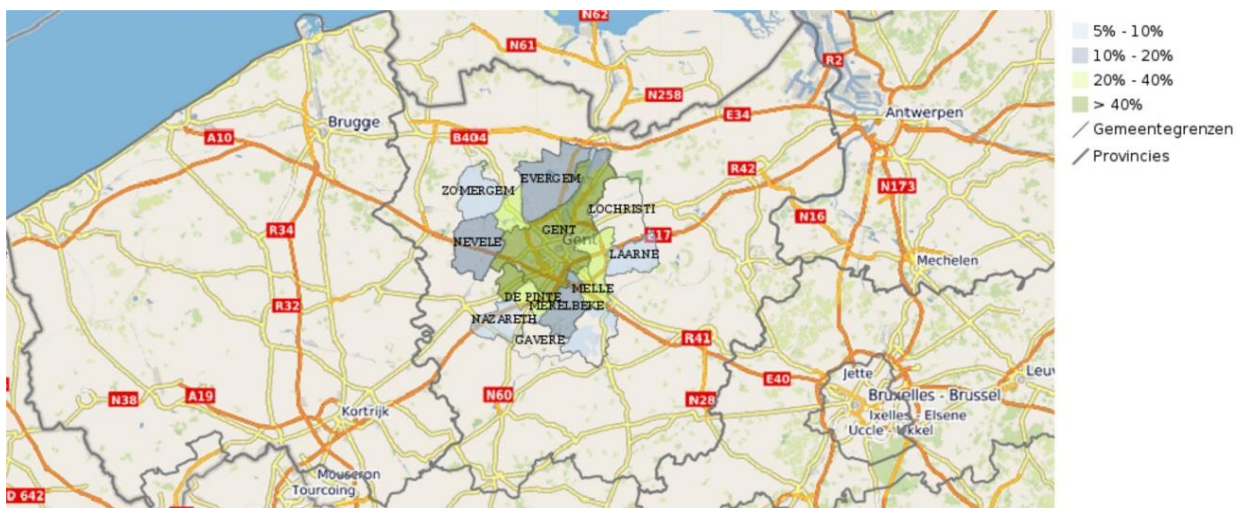 N62
N61
R2
N258
E34
Antwerpen
Brugge
A10
B404
R42
EVERGEM
ZOMERGEM
N173
LOCHRISTI
N16
R34
GENT
Gent
NEVELE
E17
LAARNE
Mechelen
MELLE
DE PINTE
MERELBEKE
R32
NAZARETH
GAVERE
R41
Jette
E40
Leuv
N38
A19
N60
N28
Bruxelles - Brussel
Kortrijk
Ixelles - Elsene
Uccle - Ukkel
Mouscron
Tourcoing
D 642
5% - 10%
10% - 20%
20% - 40%
> 40%
Gemeentegrenzen
Provincies